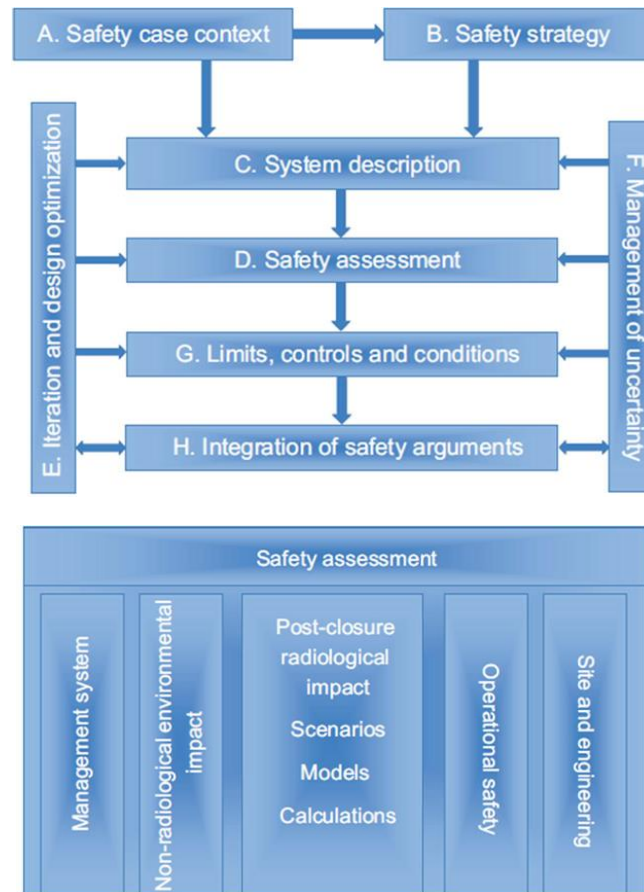 A. Safety case context
B. Safety strategy
E. Iteration and design optimization
C. System description
D. Safety assessment
G. Limits, controls and conditions
H. Integration of safety arguments
F. Management of uncertainty
Safety assessment
Management system
Non-radiological environmental
impact
Post-closure
radiological
impact
Scenarios
Models
Calculations
Operational safety
Site and engineering